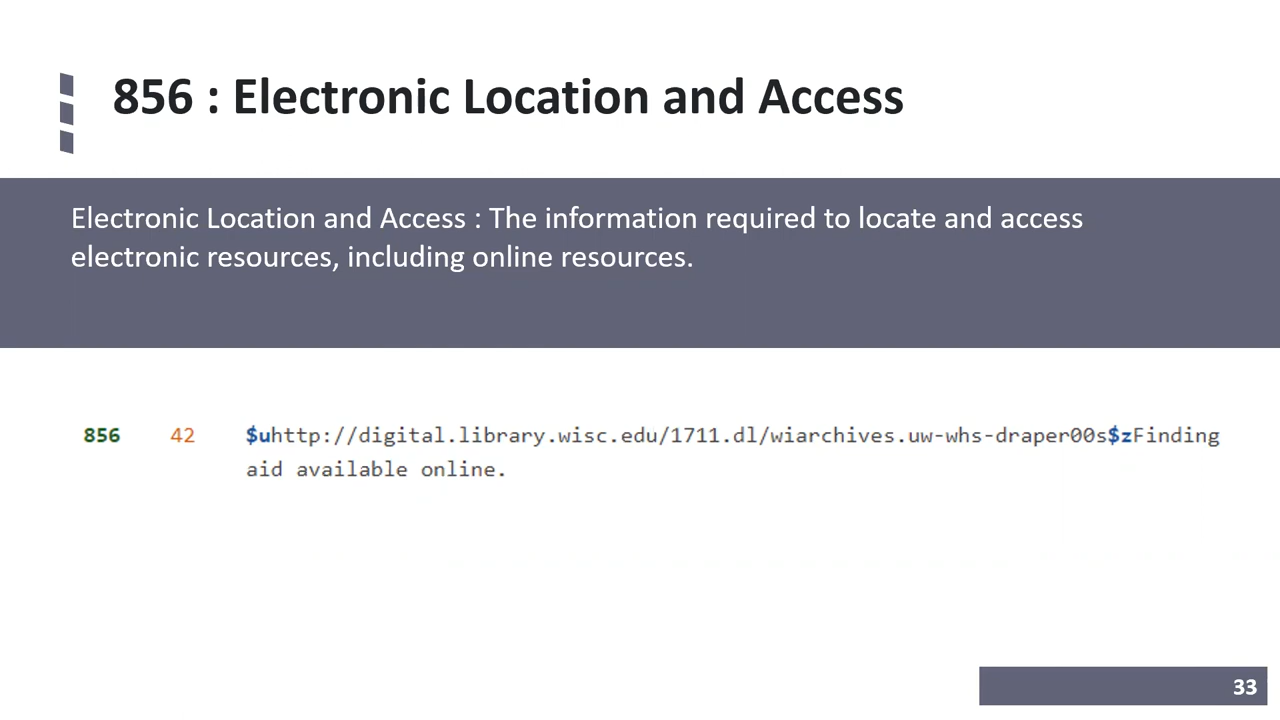 856 : Electronic Location and Access
Electronic Location and Access : The information required to locate and access
electronic resources, including online resources.
856 42 $uhttp://digital.library.wisc.edu/1711.dl/wiarchives.uw-whs-draper00s$zFinding
aid available online.
33